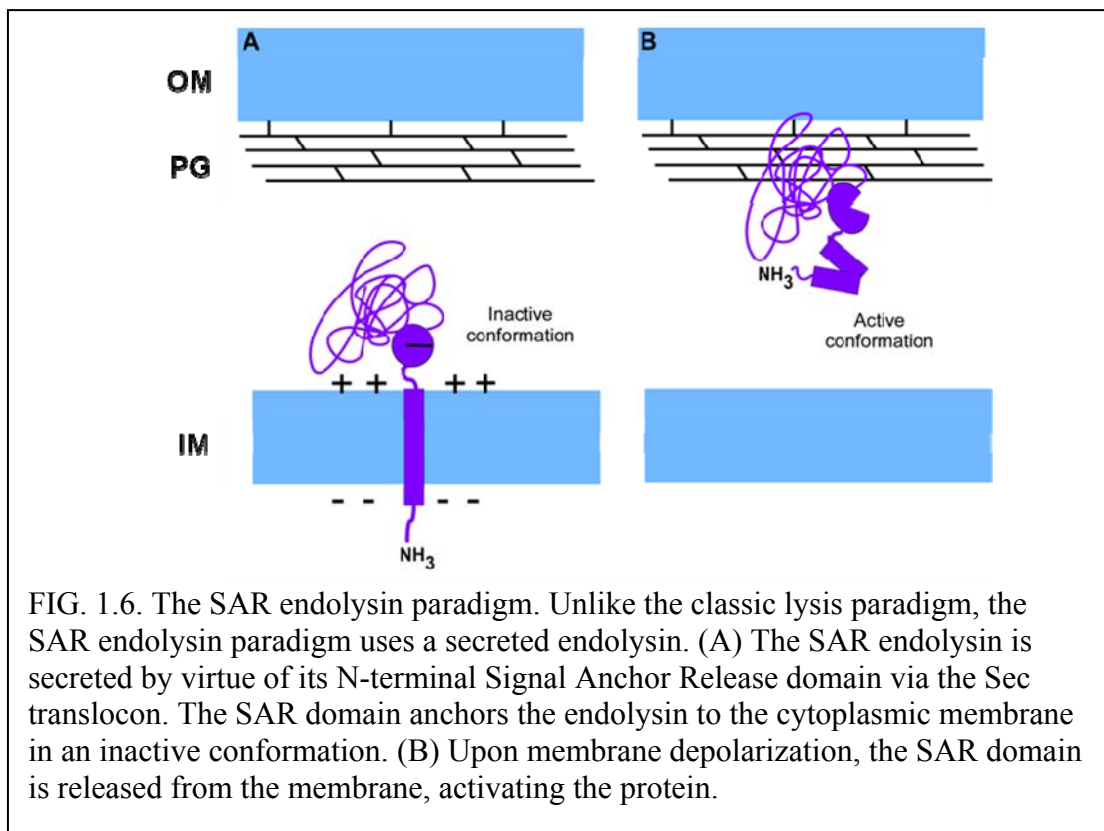 A
B
OM
PG
NH3
Inactive
conformation
Active
conformation
+ + + +
IM
- - - -
NH3
FIG. 1.6. The SAR endolysin paradigm. Unlike the classic lysis paradigm, the
SAR endolysin paradigm uses a secreted endolysin. (A) The SAR endolysin is
secreted by virtue of its N-terminal Signal Anchor Release domain via the Sec
translocon. The SAR domain anchors the endolysin to the cytoplasmic membrane
in an inactive conformation. (B) Upon membrane depolarization, the SAR domain
is released from the membrane, activating the protein.